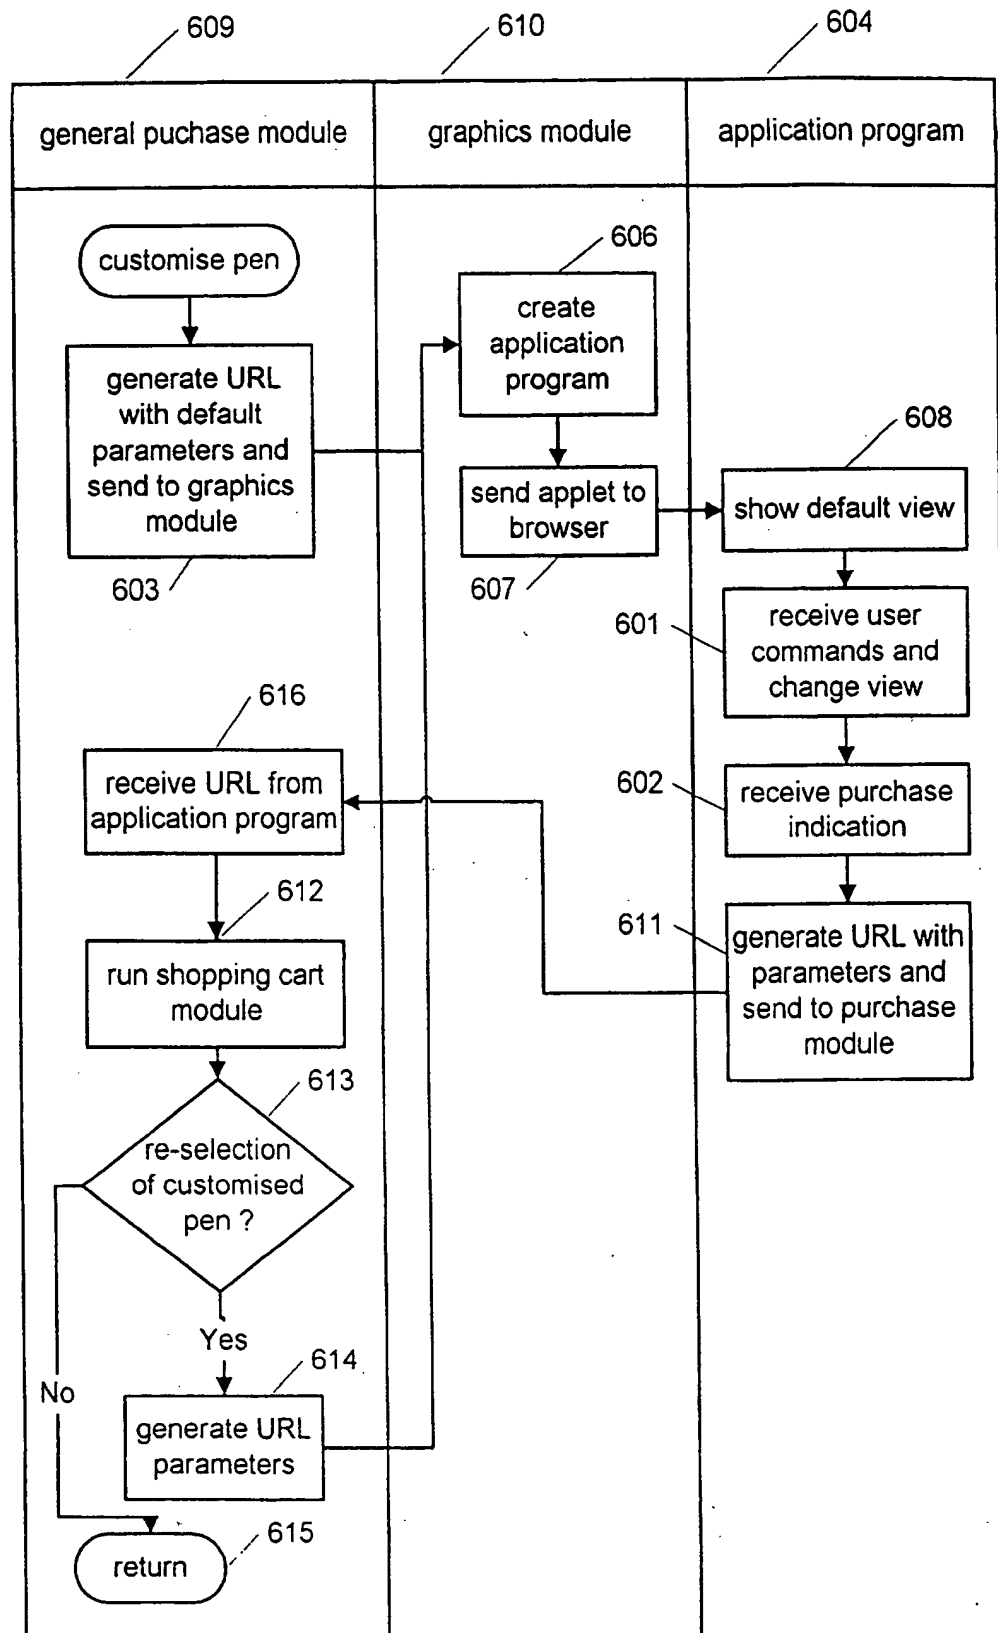 609
610
604
general puchase module
graphics module
application program
customise pen
606
create
application
program
generate URL
with default
parameters and
send to graphics
module
603
send applet to
browser
607
608
show default view
601
receive user
commands and
change view
616
receive URL from
application program
602
receive purchase
indication
612
run shopping cart
module
611
generate URL with
parameters and
send to purchase
module
613
re-selection
of customised
pen ?
Yes
No
614
generate URL
parameters
615
return